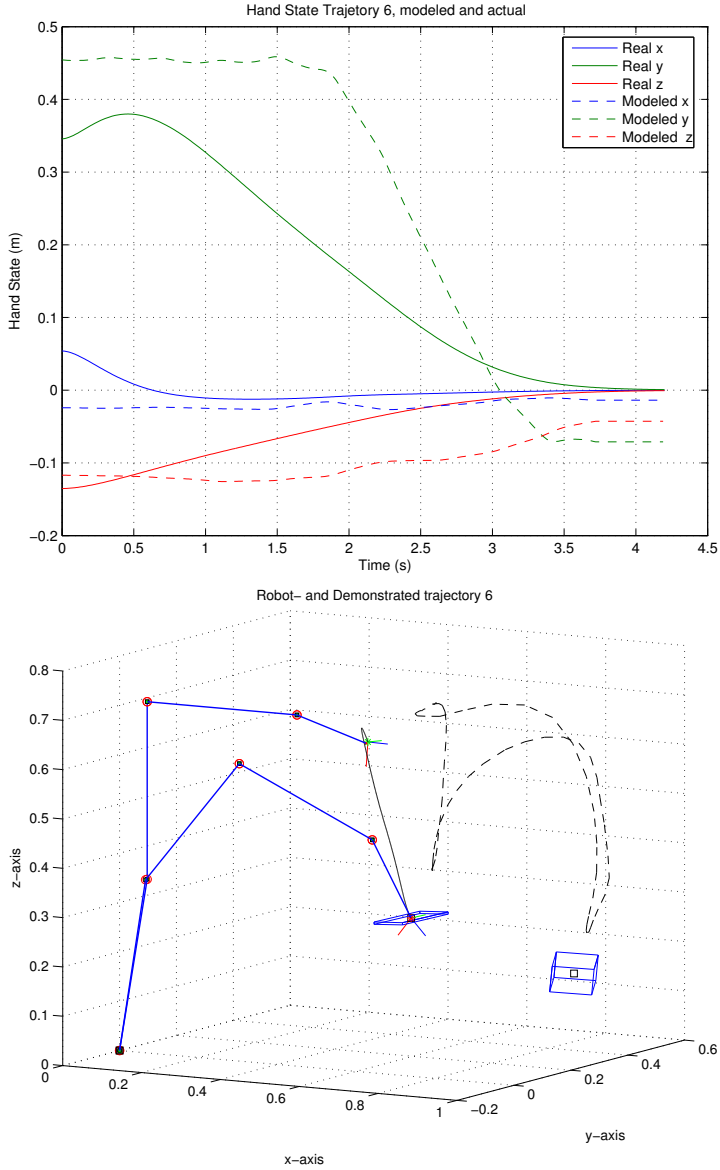 Hand State Trajetory 6, modeled and actual
Hand State (m)
0.5
0.4
0.3
0.2
0.1
0
−0.1
−0.2
0 0.5 1 1.5 2 2.5 3 3.5 4 4.5
Time (s)
Real x
Real y
Real z
Modeled x
Modeled y
Modeled z
Robot− and Demonstrated trajectory 6
z−axis
0.8
0.7
0.6
0.5
0.4
0.3
0.2
0.1
0
0 0.2 0.4 0.6 0.8 1
x−axis
−0.2 0 0.2 0.4 0.6
y−axis